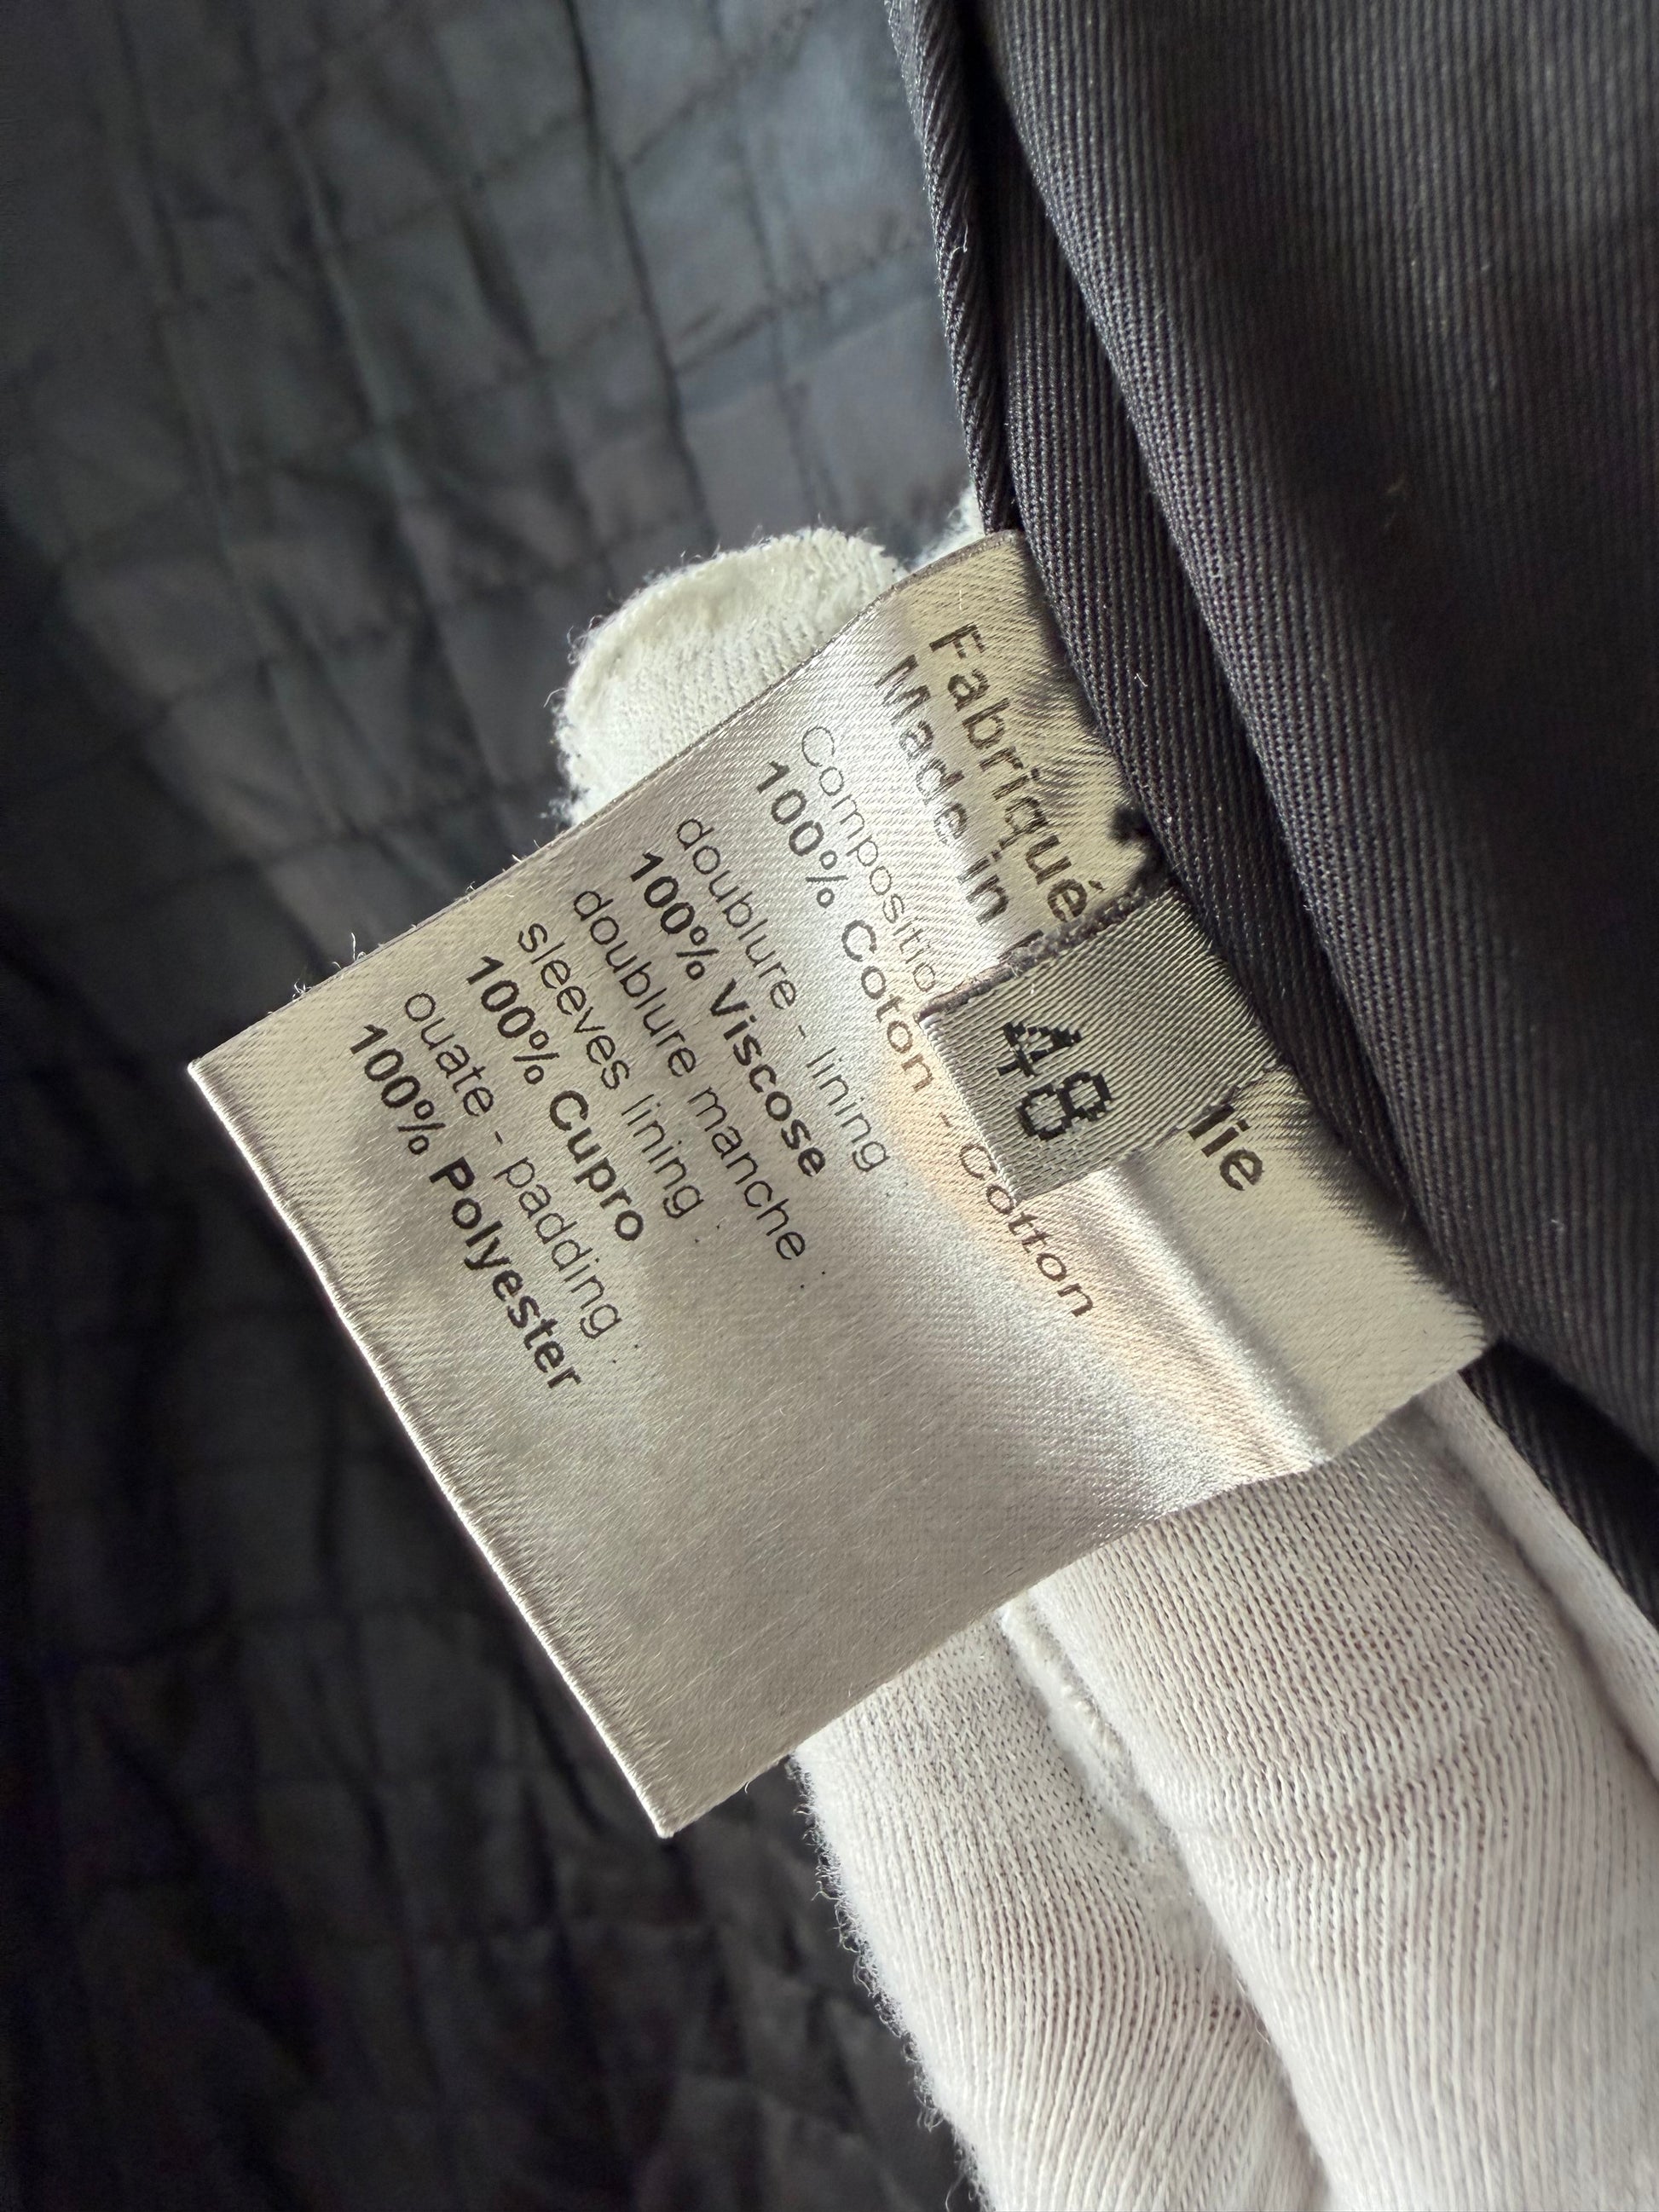 Fabriqué lie
Made in
48
Composition
100% Coton - Cotton
doublure - lining
100% Viscose
doublure manche
sleeves lining
100% Cupro
ouate - padding
100% Polyester